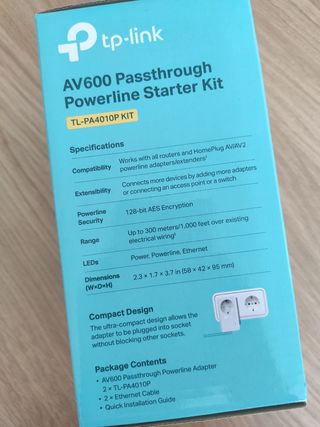 tp-link
AV600 Passthrough
Powerline Starter Kit
TL-PA4010P KIT
Specifications
Compatibility Works with all routers and HomePlug AV/AV2
powerline adapters/extenders¹
Extensibility Connects more devices by adding more adapters
or connecting an access point or a switch
Powerline
Security 128-bit AES Encryption
Range Up to 300 meters/1,000 feet over existing
electrical wiring²
LEDs Power, Powerline, Ethernet
Dimensions
(W×D×H) 2.3 × 1.7 × 3.7 in (58 × 42 × 95 mm)
Compact Design
The ultra-compact design allows the
adapter to be plugged into socket
without blocking other sockets.
Package Contents
• AV600 Passthrough Powerline Adapter
2 × TL-PA4010P
• 2 × Ethernet Cable
• Quick Installation Guide